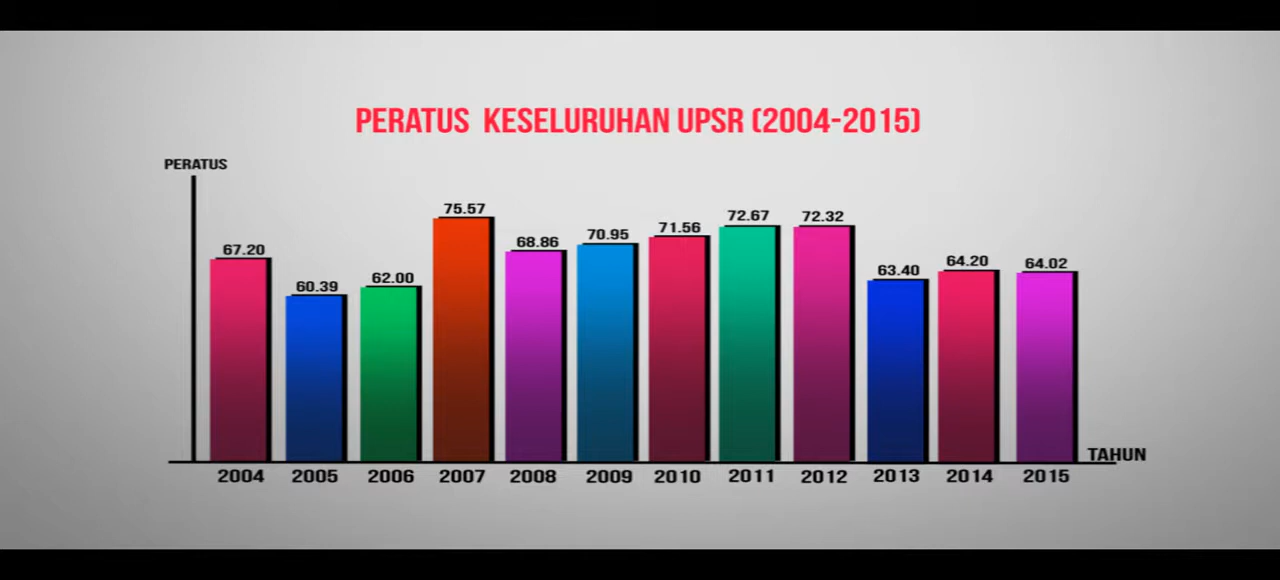 PERATUS KESELURUHAN UPSR (2004-2015)
PERATUS
67.20 60.39 62.00 75.57 68.86 70.95 71.56 72.67 72.32 63.40 64.20 64.02
TAHUN
2004 2005 2006 2007 2008 2009 2010 2011 2012 2013 2014 2015